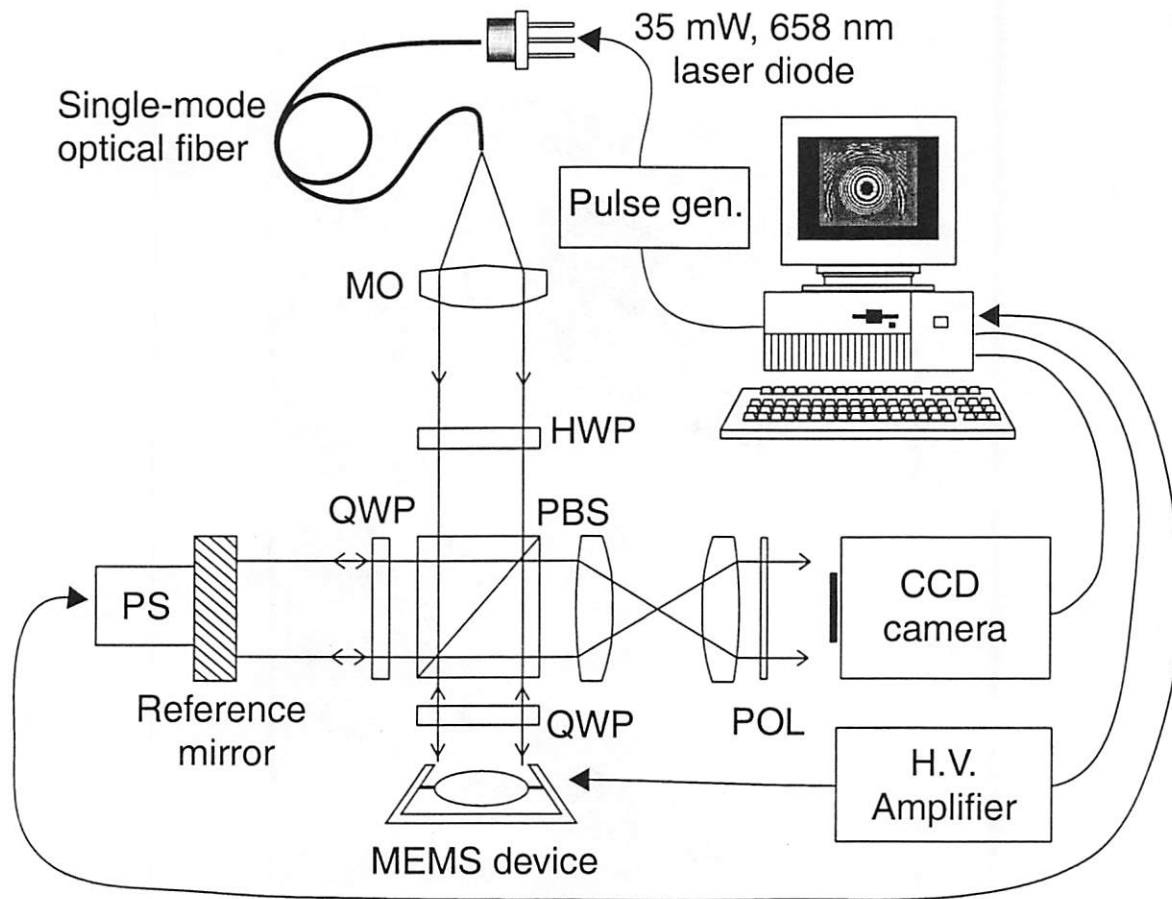 35 mW, 658 nm
laser diode
Single-mode
optical fiber
Pulse gen.
MO
HWP
QWP
PBS
PS
CCD
camera
Reference
mirror
QWP
POL
H.V.
Amplifier
MEMS device